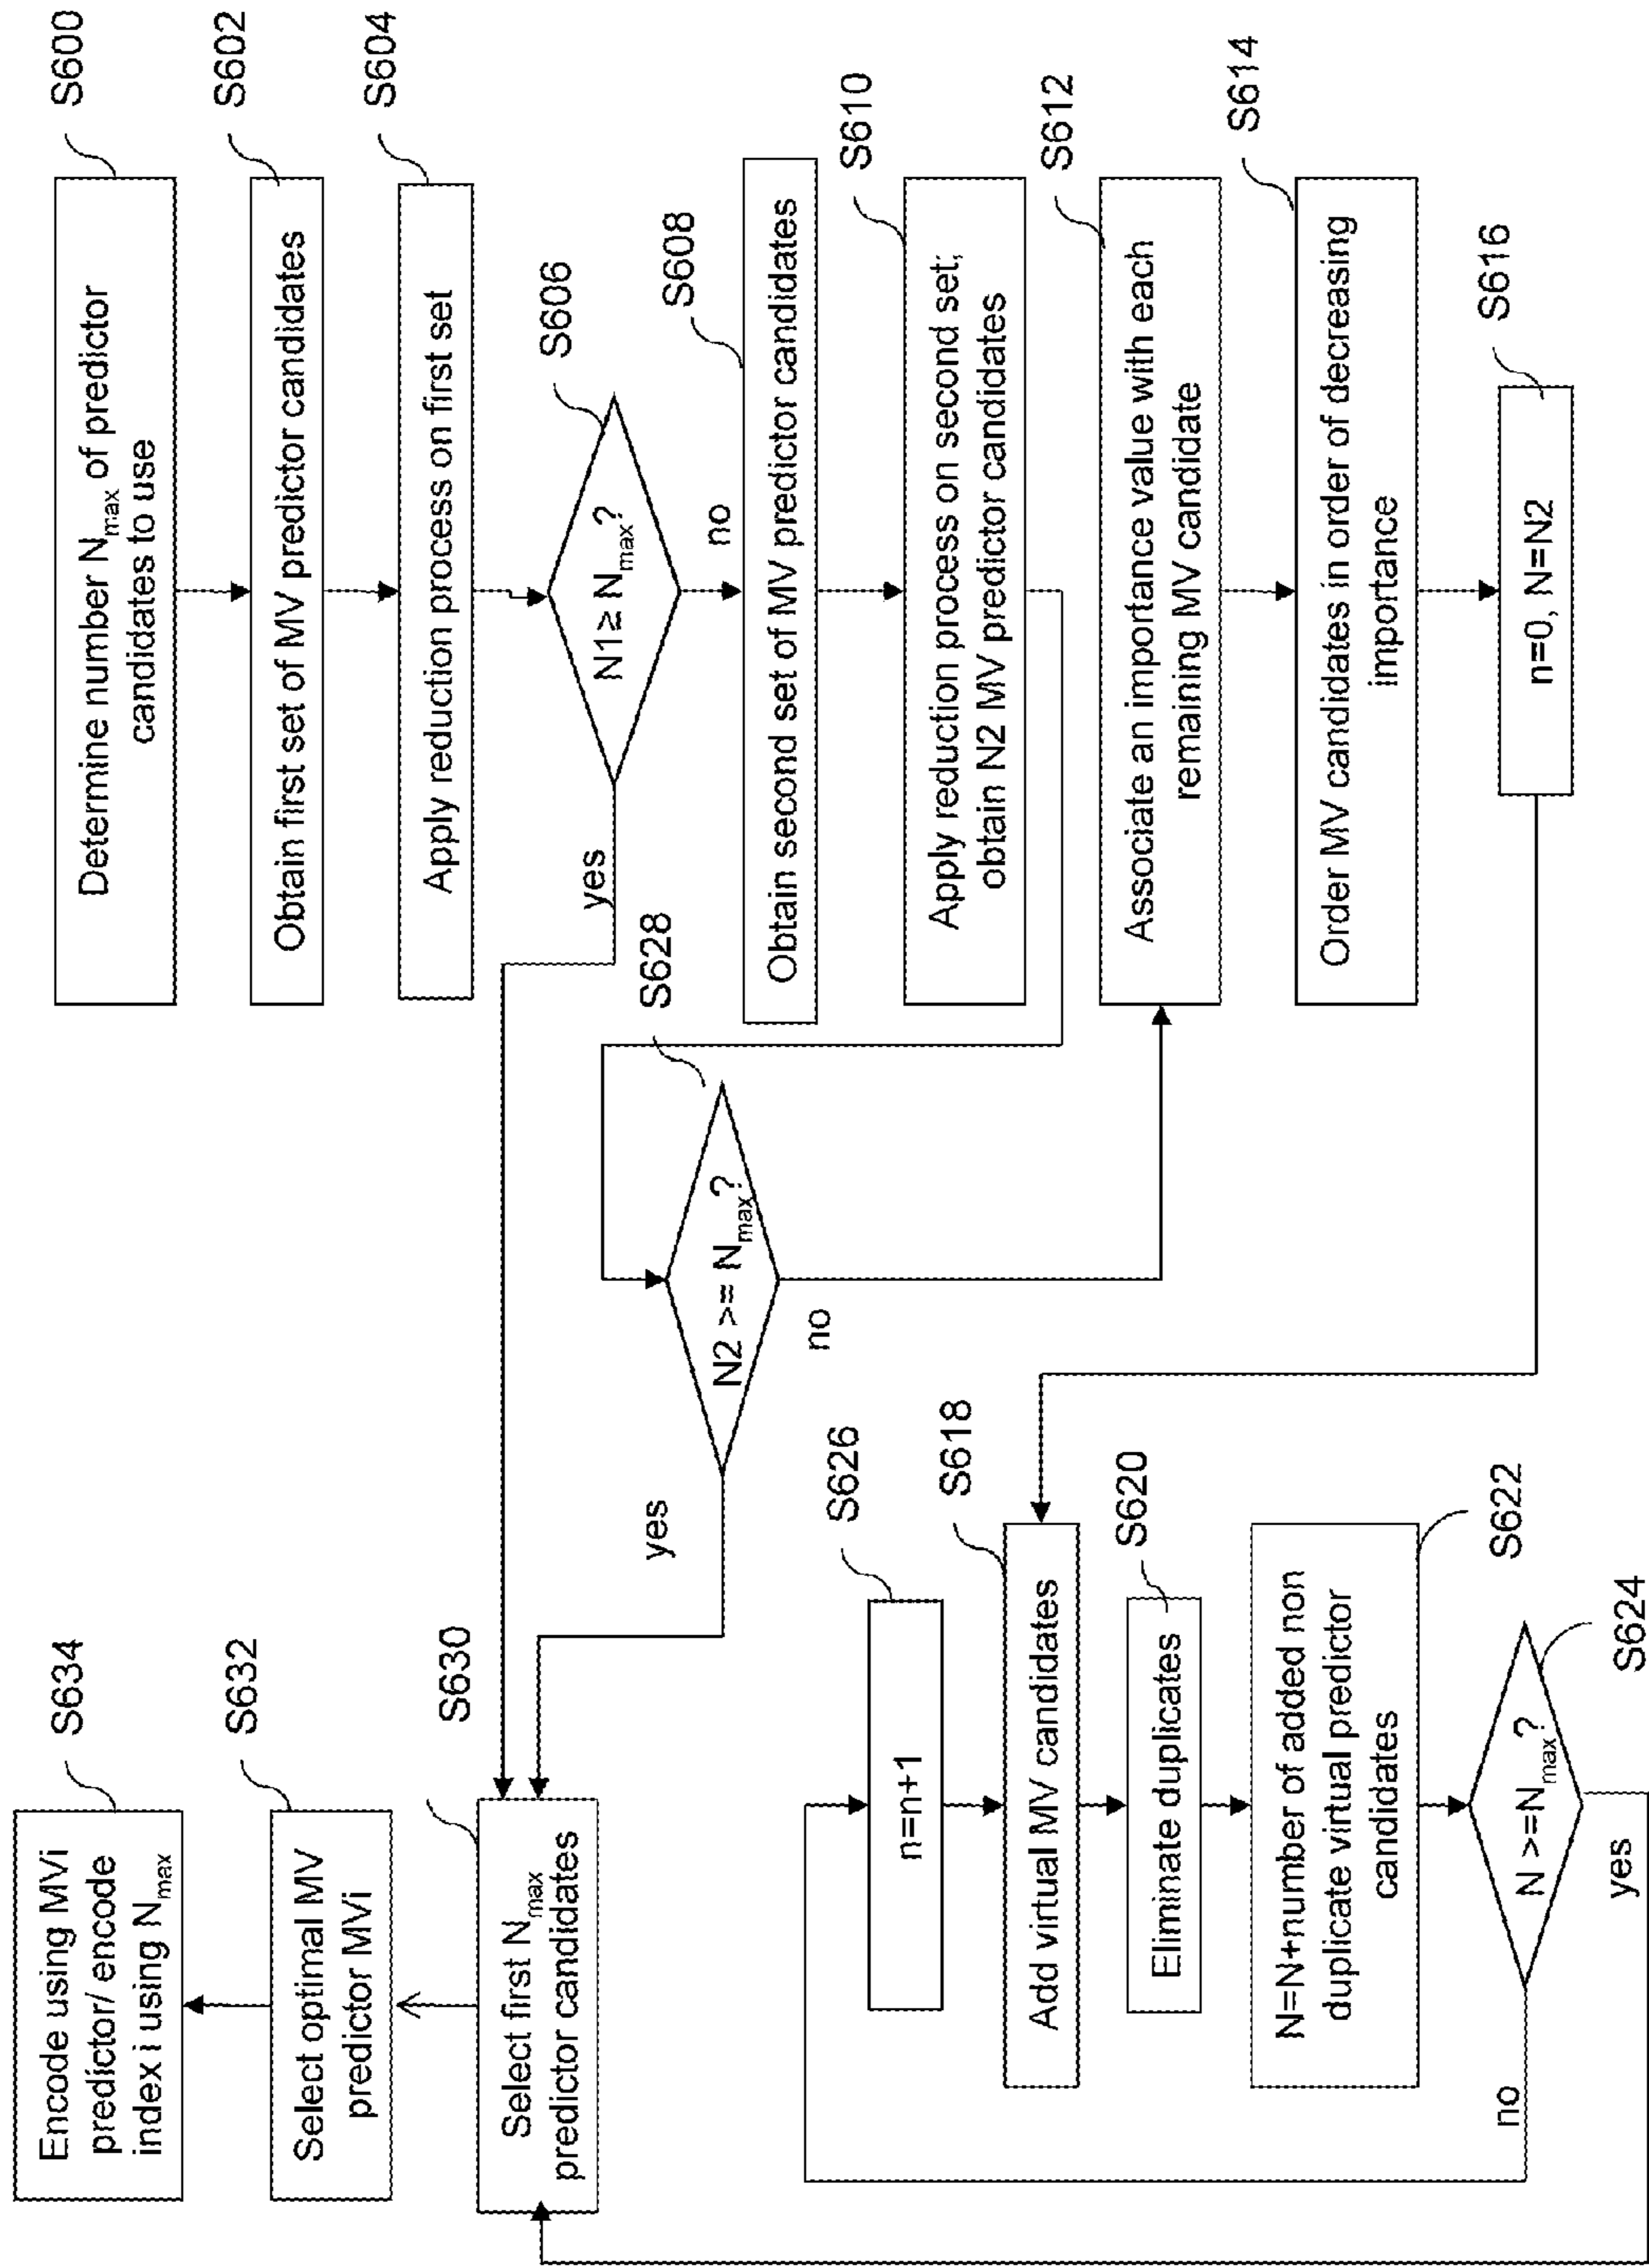 S600
Determine number Nmax of predictor
candidates to use
S602
Obtain first set of MV predictor candidates
S604
Apply reduction process on first set
S606
N1≥ Nmax?
yes
no
S608
Obtain second set of MV predictor candidates
S610
Apply reduction process on second set;
obtain N2 MV predictor candidates
S628
N2 >= Nmax?
yes
no
S612
Associate an importance value with each
remaining MV candidate
S614
Order MV candidates in order of decreasing
importance
S616
n=0, N=N2
S626
n=n+1
S618
Add virtual MV candidates
S620
Eliminate duplicates
S622
N=N+number of added non
duplicate virtual predictor
candidates
S624
N >=Nmax?
no
yes
S630
Select first Nmax
predictor candidates
S632
Select optimal MV
predictor MVi
S634
Encode using MVi
predictor/ encode
index i using Nmax